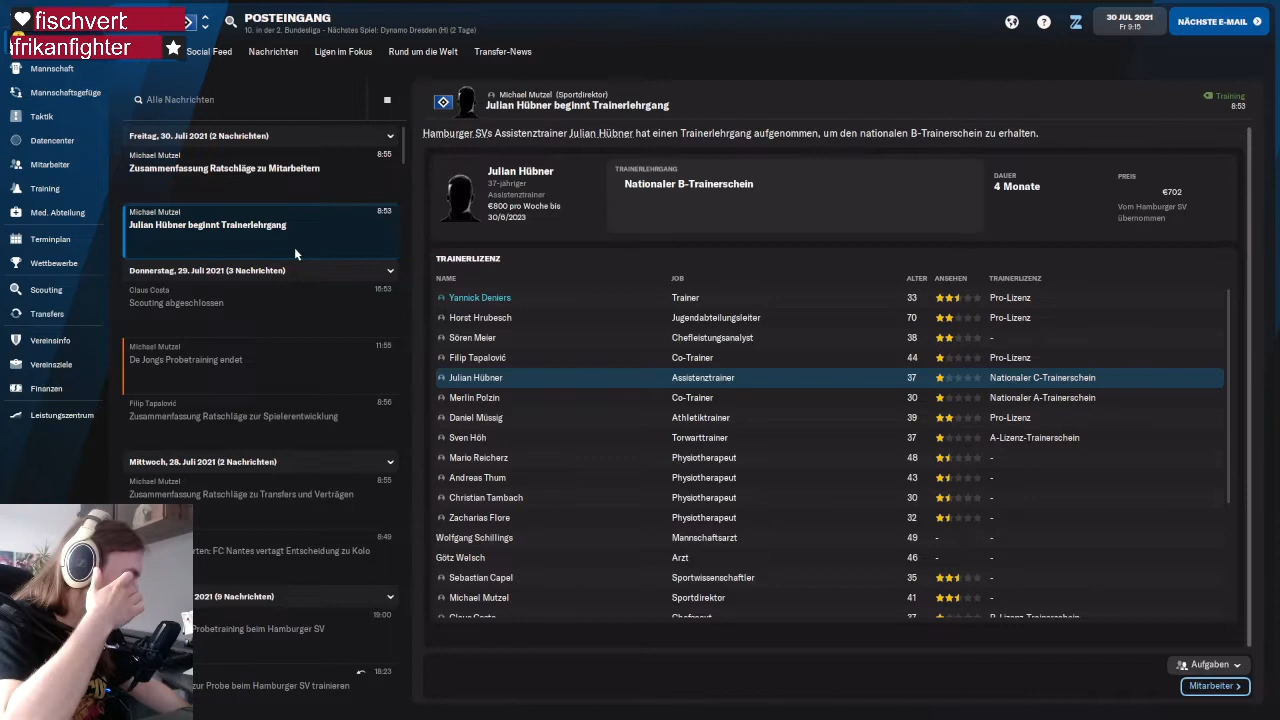 fischvert
afrikanfighter
POSTEINGANG
10. in der 2. Bundesliga - Nächstes Spiel: Dynamo Dresden (H) (2 Tage)
30 JUL 2021
Fr 9:15
NÄCHSTE E-MAIL
Social Feed
Nachrichten
Ligen im Fokus
Rund um die Welt
Transfer-News
Mannschaft
Mannschaftsgefüge
Taktik
Datencenter
Mitarbeiter
Training
Med. Abteilung
Terminplan
Wettbewerbe
Scouting
Transfers
Vereinsinfo
Vereinsziele
Finanzen
Leistungszentrum
Alle Nachrichten
Freitag, 30. Juli 2021 (2 Nachrichten)
Michael Mutzel 8:55
Zusammenfassung Ratschläge zu Mitarbeitern
Michael Mutzel 8:53
Julian Hübner beginnt Trainerlehrgang
Donnerstag, 29. Juli 2021 (3 Nachrichten)
Claus Costa 16:53
Scouting abgeschlossen
Michael Mutzel 11:55
De Jongs Probetraining endet
Filip Tapalović 8:56
Zusammenfassung Ratschläge zur Spielerentwicklung
Mittwoch, 28. Juli 2021 (2 Nachrichten)
Michael Mutzel 8:55
Zusammenfassung Ratschläge zu Transfers und Verträgen
8:49
arten: FC Nantes vertagt Entscheidung zu Kolo
2021 (9 Nachrichten)
19:00
Probetraining beim Hamburger SV
18:23
zur Probe beim Hamburger SV trainieren
Michael Mutzel (Sportdirektor)
Julian Hübner beginnt Trainerlehrgang
Training
8:53
Hamburger SVs Assistenztrainer Julian Hübner hat einen Trainerlehrgang aufgenommen, um den nationalen B-Trainerschein zu erhalten.
Julian Hübner
37-jähriger
Assistenztrainer
€800 pro Woche bis
30/6/2023
TRAINERLEHRGANG
Nationaler B-Trainerschein
DAUER
4 Monate
PREIS
€702
Vom Hamburger SV
übernommen
TRAINERLIZENZ
NAME JOB ALTER ANSEHEN TRAINERLIZENZ
Yannick Deniers Trainer 33 Pro-Lizenz
Horst Hrubesch Jugendabteilungsleiter 70 Pro-Lizenz
Sören Meier Chefleistungsanalyst 38 -
Filip Tapalović Co-Trainer 44 Pro-Lizenz
Julian Hübner Assistenztrainer 37 Nationaler C-Trainerschein
Merlin Polzin Co-Trainer 30 Nationaler A-Trainerschein
Daniel Müssig Athletiktrainer 39 Pro-Lizenz
Sven Höh Torwarttrainer 37 A-Lizenz-Trainerschein
Mario Reicherz Physiotherapeut 48 -
Andreas Thum Physiotherapeut 43 -
Christian Tambach Physiotherapeut 30 -
Zacharias Flore Physiotherapeut 32 -
Wolfgang Schillings Mannschaftsarzt 49 - -
Götz Welsch Arzt 46 - -
Sebastian Capel Sportwissenschaftler 35 -
Michael Mutzel Sportdirektor 41 -
Claus Costa Chefscout 37 B-Lizenz-Trainerschein
Aufgaben
Mitarbeiter